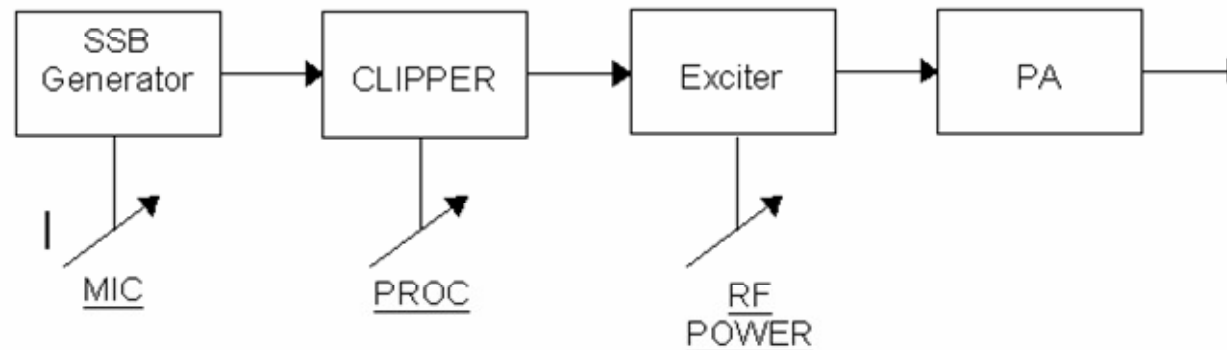 SSB
Generator
CLIPPER
Exciter
PA
MIC
PROC
RF
POWER